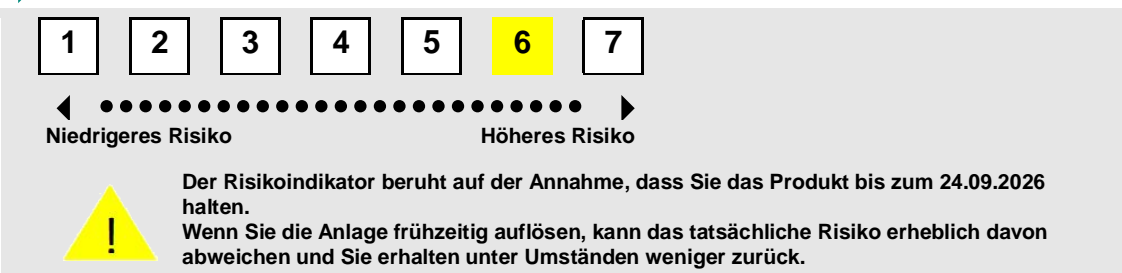 1 2 3 4 5 6 7
Niedrigeres Risiko Höheres Risiko
Der Risikoindikator beruht auf der Annahme, dass Sie das Produkt bis zum 24.09.2026
halten.
!
Wenn Sie die Anlage frühzeitig auflösen, kann das tatsächliche Risiko erheblich davon
abweichen und Sie erhalten unter Umständen weniger zurück.